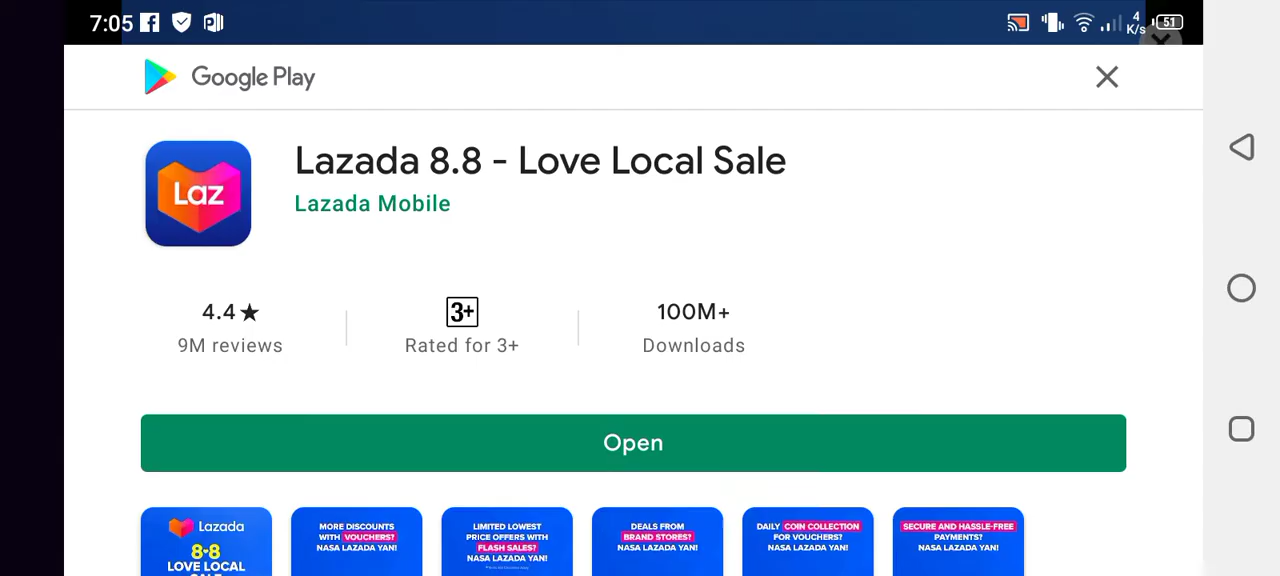 7:05
4
K/s
51
Google Play
Laz
Lazada 8.8 - Love Local Sale
Lazada Mobile
4.4★
9M reviews
3+
Rated for 3+
100M+
Downloads
Open
Lazada
8•8
LOVE LOCAL
MORE DISCOUNTS
WITH VOUCHERS?
NASA LAZADA YAN!
LIMITED LOWEST
PRICE OFFERS WITH
FLASH SALES?
NASA LAZADA YAN!
DEALS FROM
BRAND STORES?
NASA LAZADA YAN!
DAILY COIN COLLECTION
FOR VOUCHERS?
NASA LAZADA YAN!
SECURE AND HASSLE-FREE
PAYMENTS?
NASA LAZADA YAN!